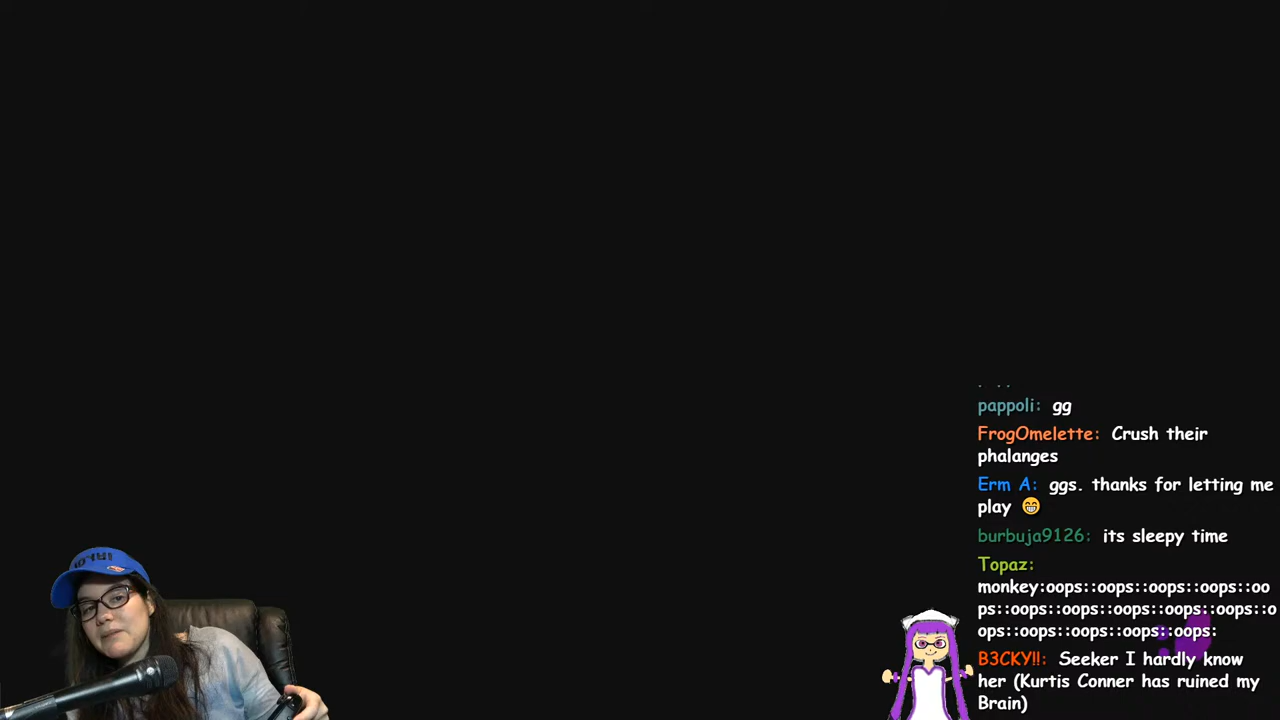 pappoli: gg
FrogOmelette: Crush their
phalanges
Erm A: ggs. thanks for letting me
play 😁
burbuja9126: its sleepy time
Topaz:
monkey:oops::oops::oops::oops::oo
ps::oops::oops::oops::oops::oops::o
ops::oops::oops::oops::oops:
B3CKY!!: Seeker I hardly know
her (Kurtis Conner has ruined my
Brain)